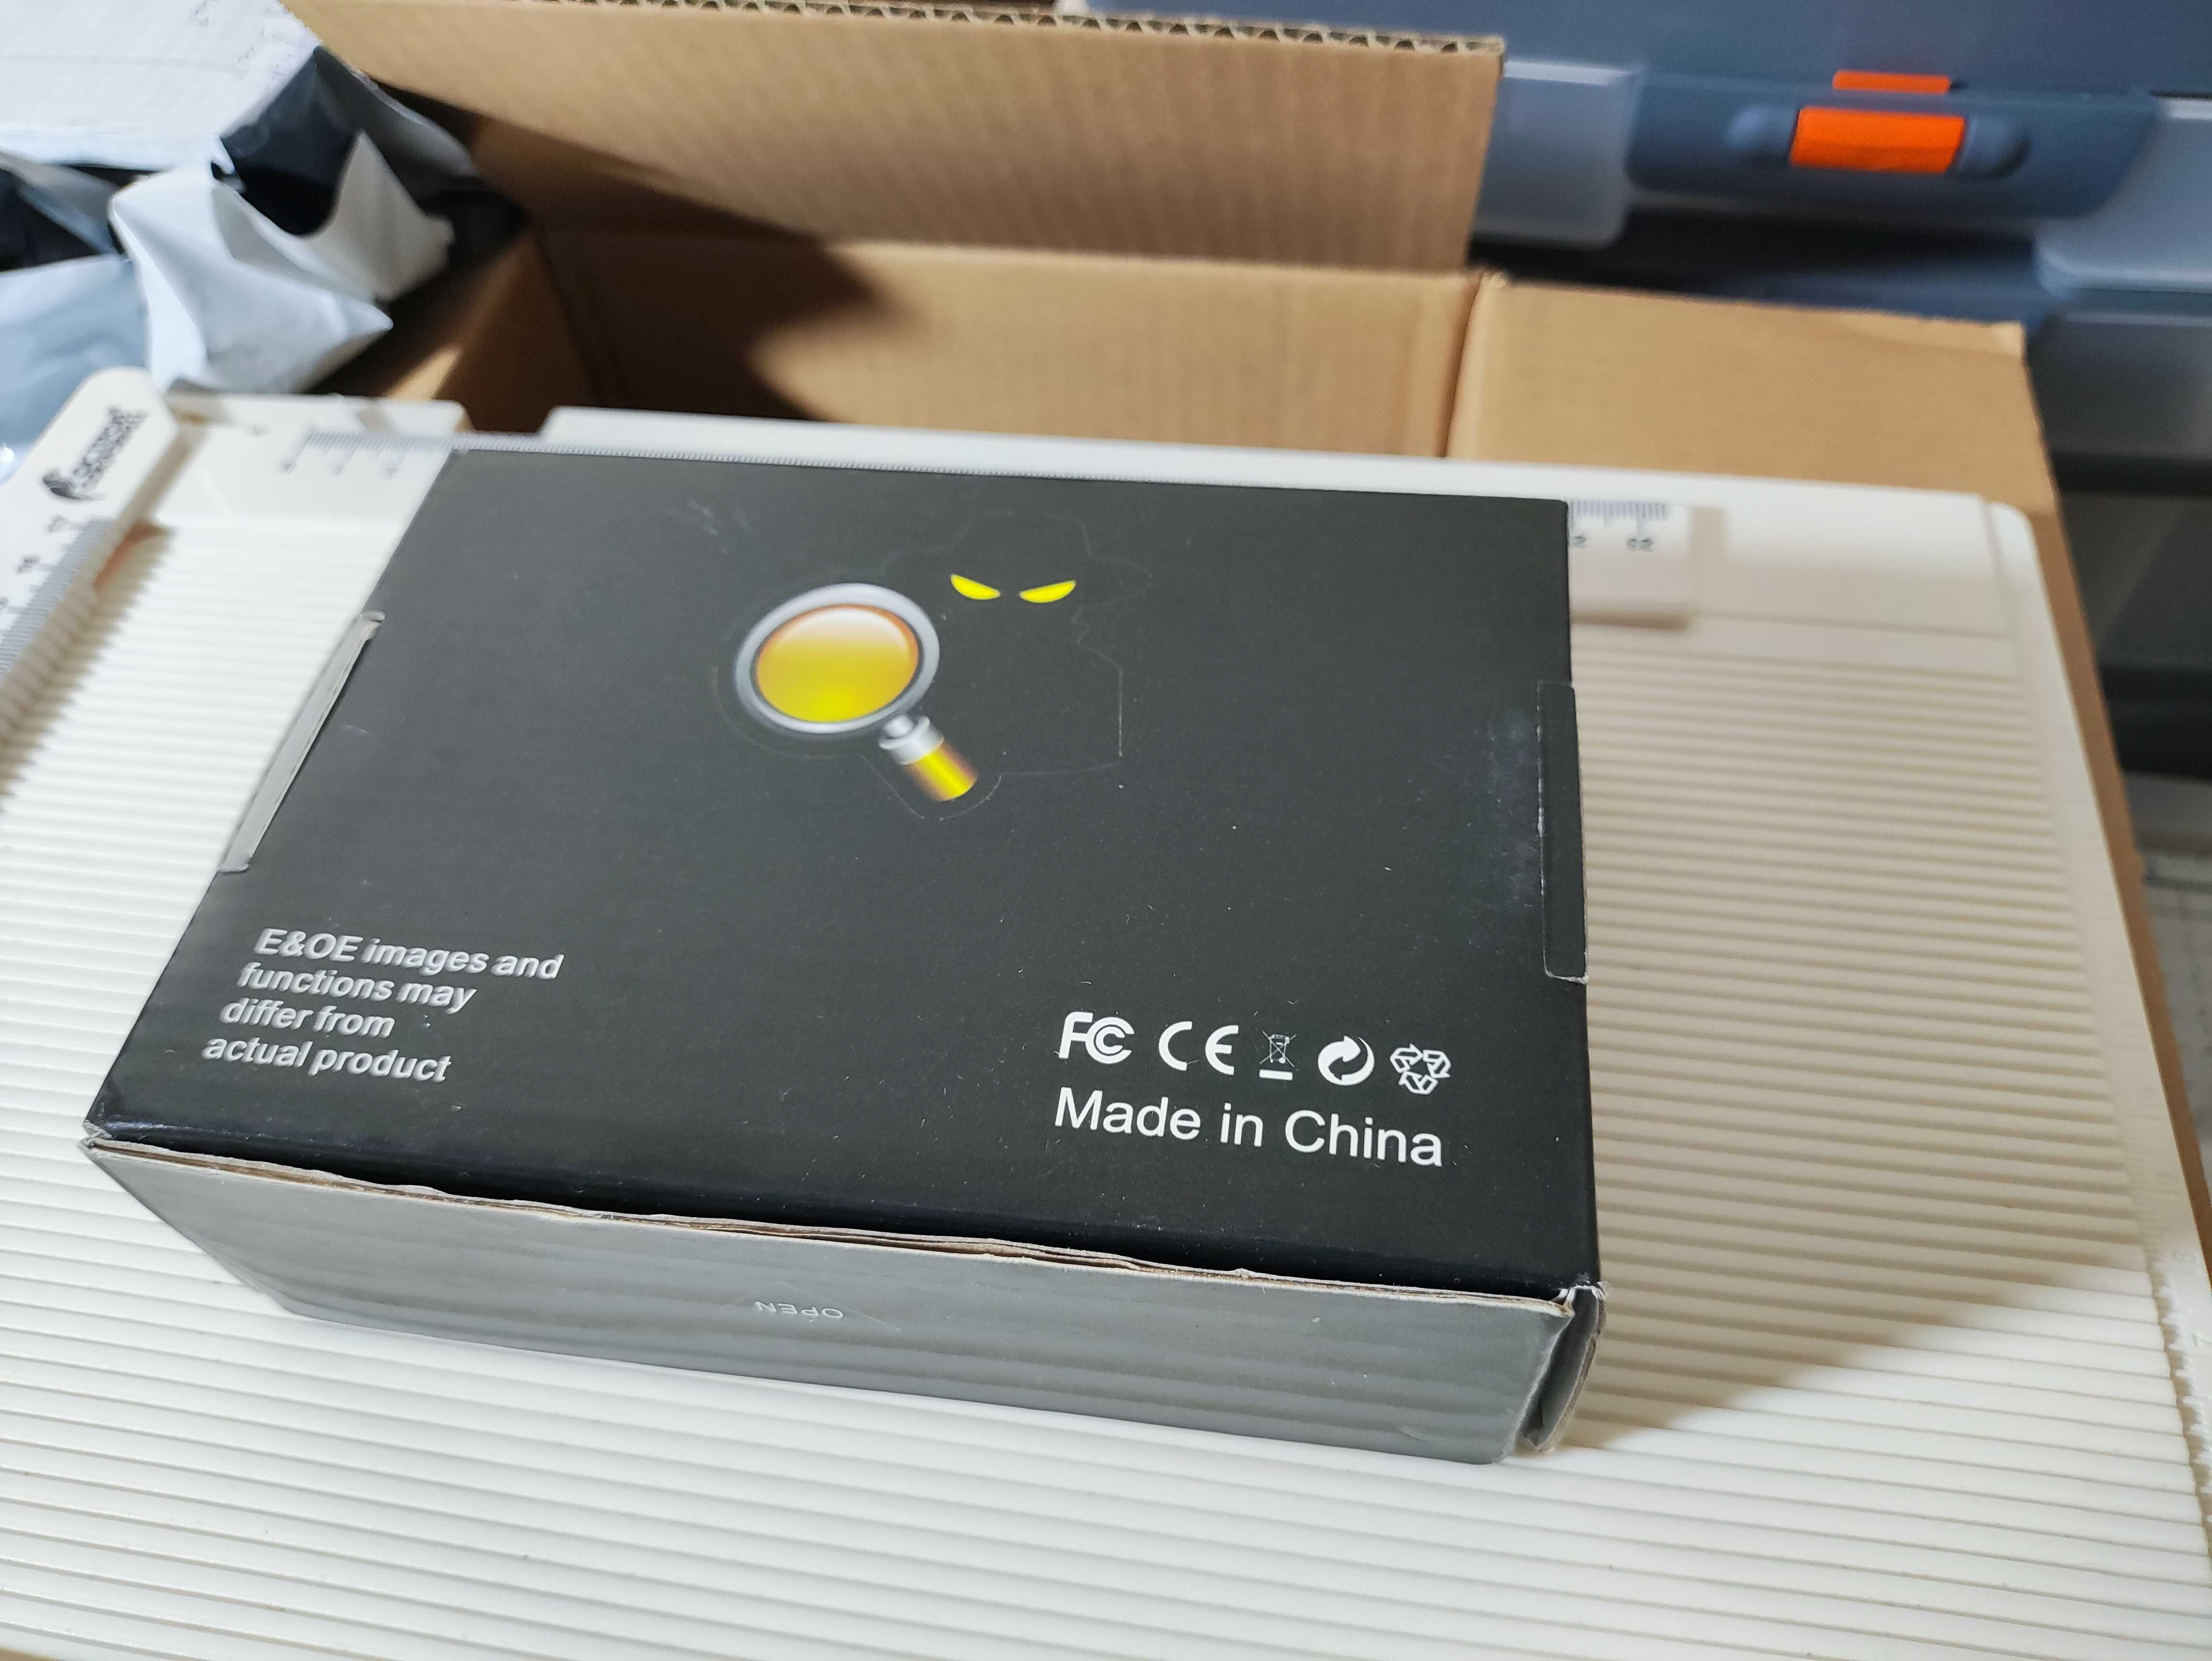 E&OE images and
functions may
differ from
actual product
FC CE
Made in China
OPEN